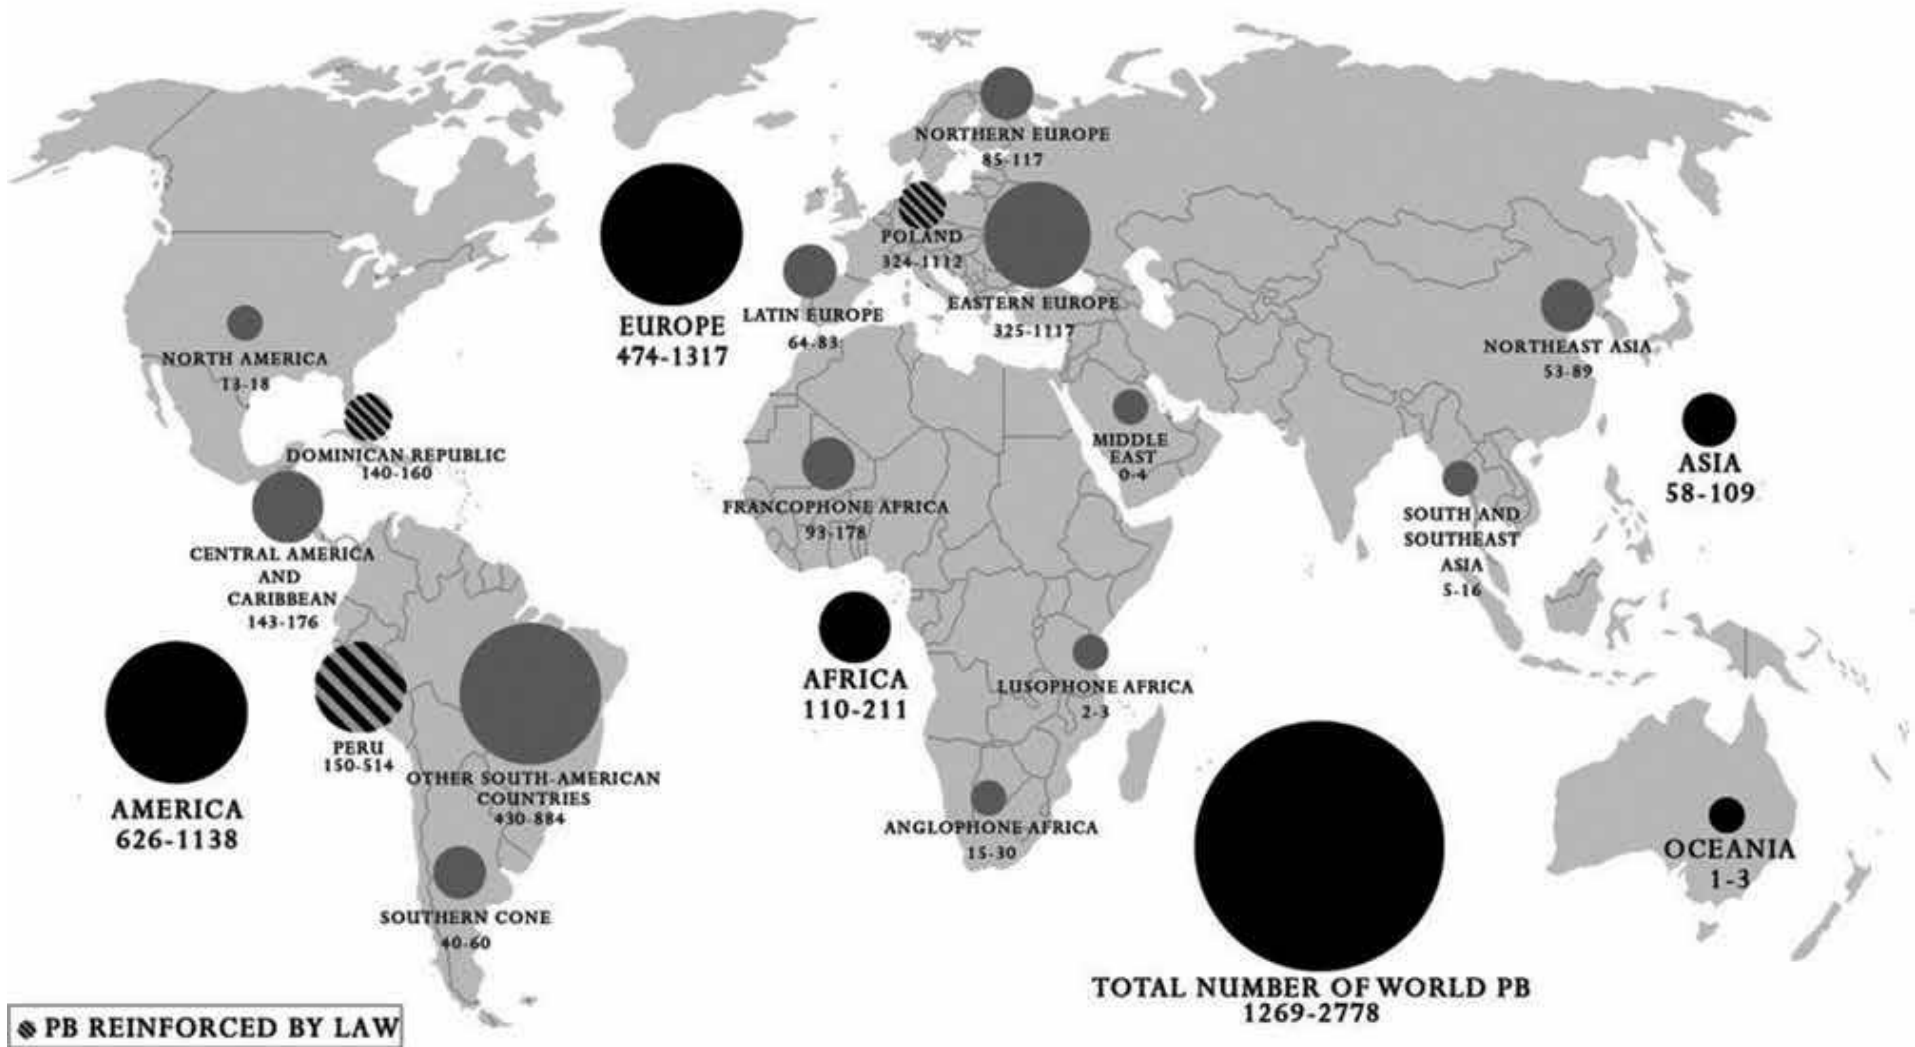 NORTHERN EUROPE
85-117
POLAND
324-1112
EUROPE
474-1317
LATIN EUROPE
64-83
EASTERN EUROPE
325-1117
NORTH AMERICA
13-18
NORTHEAST ASIA
53-89
DOMINICAN REPUBLIC
140-160
MIDDLE
EAST
0-4
ASIA
58-109
FRANCOPHONE AFRICA
93-178
SOUTH AND
SOUTHEAST
ASIA
5-16
CENTRAL AMERICA
AND
CARIBBEAN
143-176
AFRICA
110-211
LUSOPHONE AFRICA
2-3
PERU
150-514
OTHER SOUTH-AMERICAN
COUNTRIES
430-884
AMERICA
626-1138
ANGLOPHONE AFRICA
15-30
OCEANIA
1-3
SOUTHERN CONE
40-60
TOTAL NUMBER OF WORLD PB
1269-2778
PB REINFORCED BY LAW